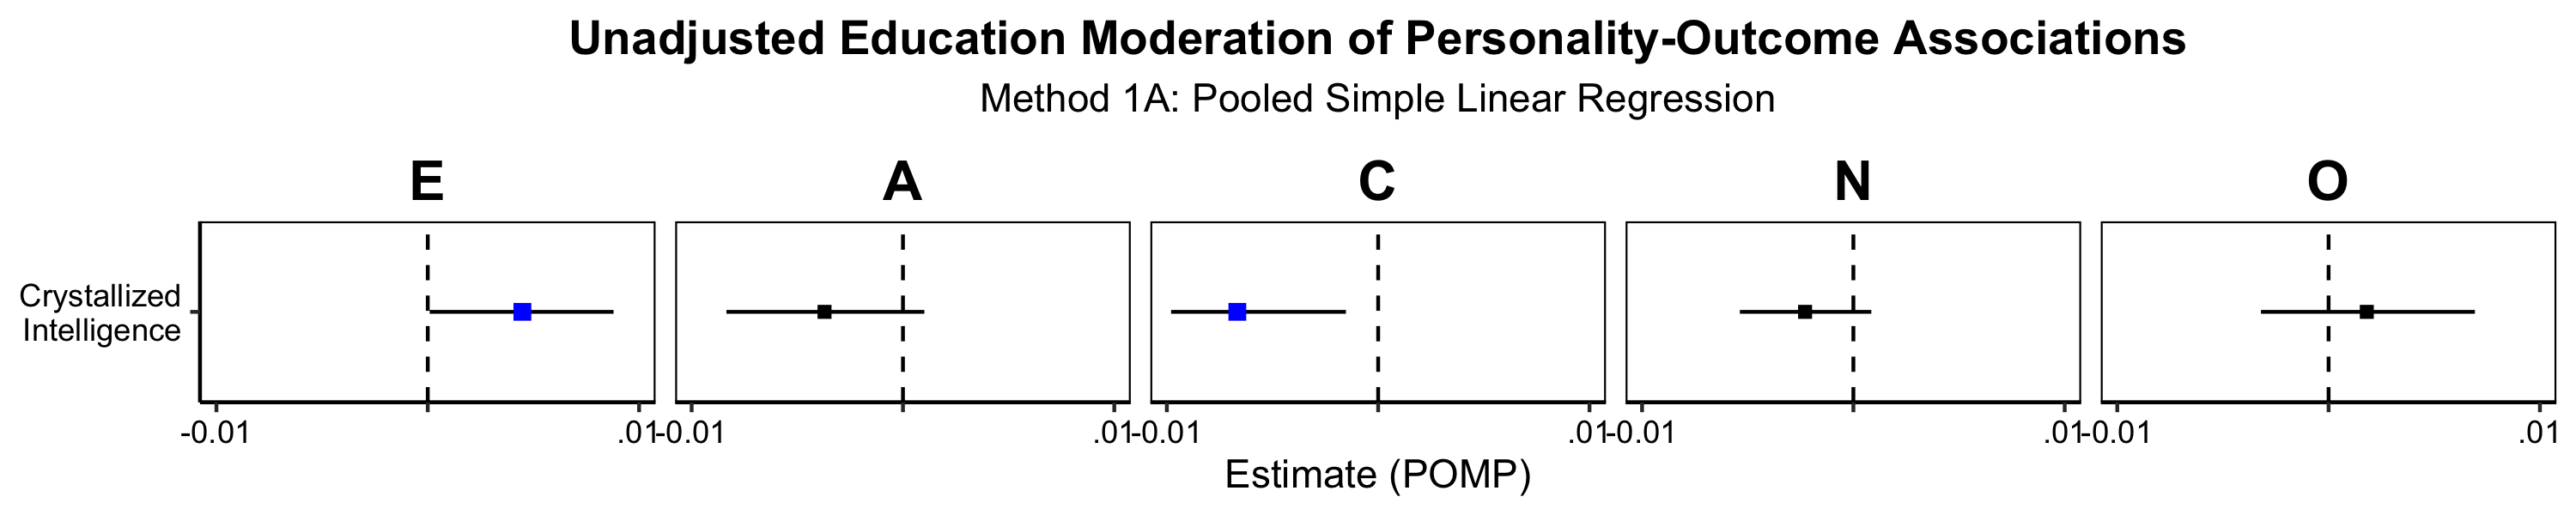 Unadjusted Education Moderation of Personality-Outcome Associations
Method 1A: Pooled Simple Linear Regression
E A C N O
Crystallized
Intelligence
-0.01 .01 -0.01 .01 -0.01 .01 -0.01 .01 -0.01 .01
Estimate (POMP)